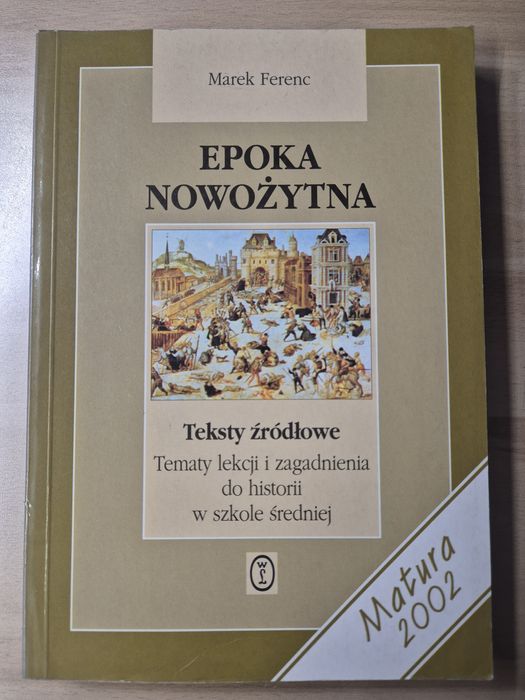 Marek Ferenc
EPOKA
NOWOŻYTNA
Teksty źródłowe
Tematy lekcji i zagadnienia
do historii
w szkole średniej
W L
Matura
2002